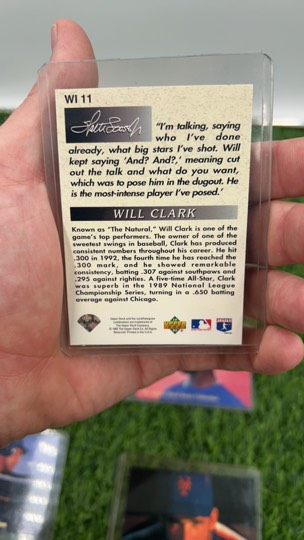 WI 11
"I'm talking, saying
who I've done
already, what big stars I've shot. Will
kept saying 'And? And?,' meaning cut
out the talk and what do you want,
which was to pose him in the dugout. He
is the most-intense player I've posed.'
WILL CLARK
Known as "The Natural," Will Clark is one of the
game's top performers. The owner of one of the
sweetest swings in baseball, Clark has produced
consistent numbers throughout his career. He hit
.300 in 1992, the fourth time he has reached the
.300 mark, and he showed remarkable
consistency, batting .307 against southpaws and
.295 against righties. A five-time All-Star, Clark
was superb in the 1989 National League
Championship Series, turning in a .650 batting
average against Chicago.